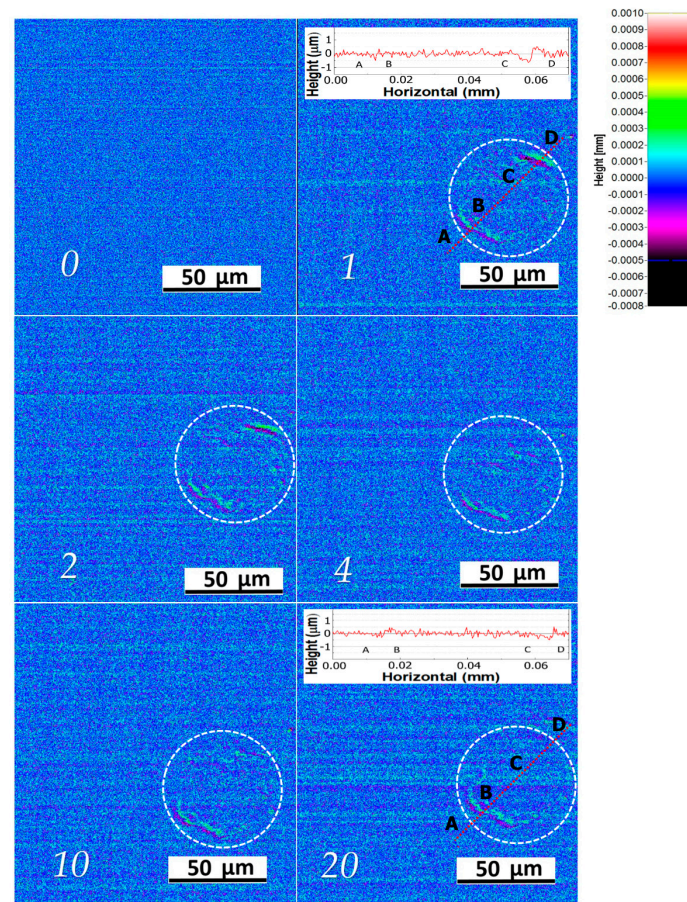 0
50 µm
Height (µm)
1
0
-1
A B C D
0.00 0.02 0.04 0.06
Horizontal (mm)
D
C
B
A
1
50 µm
Height [mm]
0.0010
0.0009
0.0008
0.0007
0.0006
0.0005
0.0004
0.0003
0.0002
0.0001
0.0000
-0.0001
-0.0002
-0.0003
-0.0004
-0.0005
-0.0006
-0.0007
-0.0008
2
50 µm
4
50 µm
10
50 µm
Height (µm)
1
0
-1
A B C D
0.00 0.02 0.04 0.06
Horizontal (mm)
D
C
B
A
20
50 µm